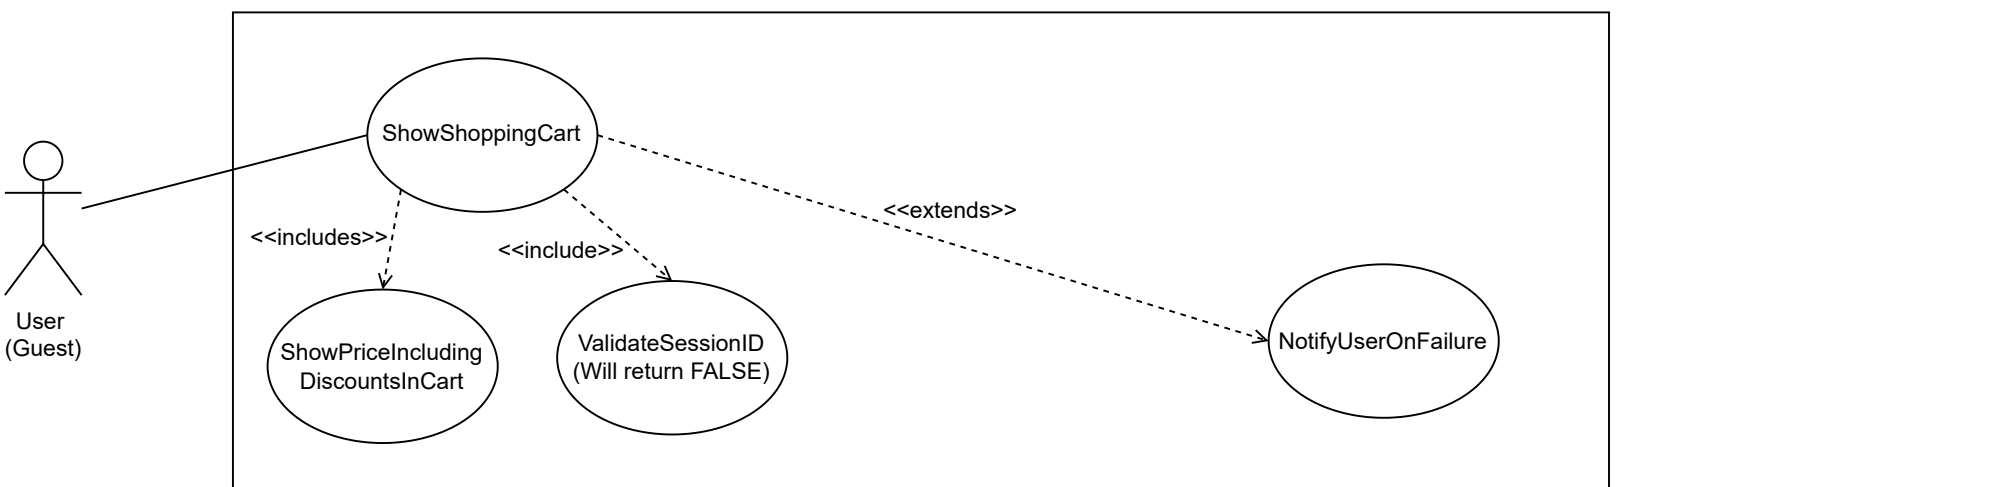 ShowShoppingCart
<<extends>>
<<includes>>
<<include>>
User
(Guest)
ShowPriceIncluding
DiscountsInCart
ValidateSessionID
(Will return FALSE)
NotifyUserOnFailure